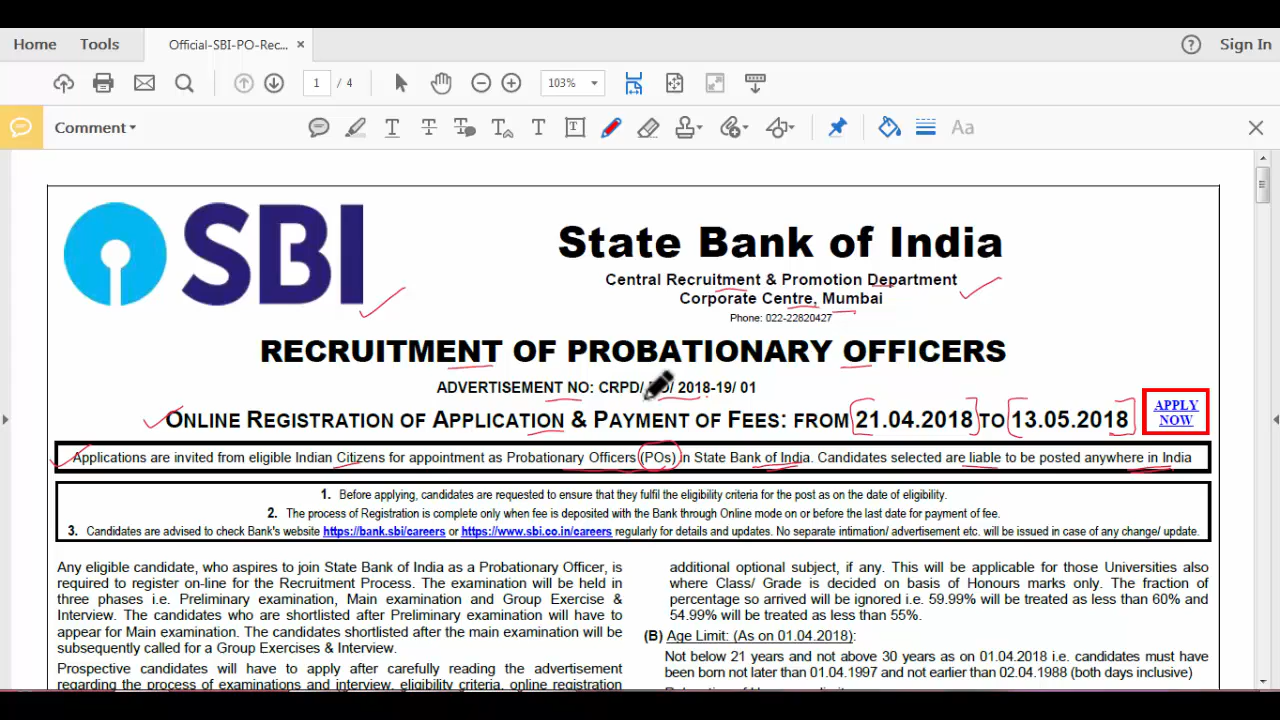 Home Tools Official-SBI-PO-Rec... × Sign In
1 / 4 103%
Comment
Aa
SBI
State Bank of India
Central Recruitment & Promotion Department
Corporate Centre, Mumbai
Phone: 022-22820427
RECRUITMENT OF PROBATIONARY OFFICERS
ADVERTISEMENT NO: CRPD/ / 2018-19/ 01
ONLINE REGISTRATION OF APPLICATION & PAYMENT OF FEES: FROM 21.04.2018 TO 13.05.2018
APPLY
NOW
Applications are invited from eligible Indian Citizens for appointment as Probationary Officers (POs) in State Bank of India. Candidates selected are liable to be posted anywhere in India
1. Before applying, candidates are requested to ensure that they fulfil the eligibility criteria for the post as on the date of eligibility.
2. The process of Registration is complete only when fee is deposited with the Bank through Online mode on or before the last date for payment of fee.
3. Candidates are advised to check Bank's website https://bank.sbi/careers or https://www.sbi.co.in/careers regularly for details and updates. No separate intimation/ advertisement etc. will be issued in case of any change/ update.
Any eligible candidate, who aspires to join State Bank of India as a Probationary Officer, is
required to register on-line for the Recruitment Process. The examination will be held in
three phases i.e. Preliminary examination, Main examination and Group Exercise &
Interview. The candidates who are shortlisted after Preliminary examination will have to
appear for Main examination. The candidates shortlisted after the main examination will be
subsequently called for a Group Exercises & Interview.
Prospective candidates will have to apply after carefully reading the advertisement
regarding the process of examinations and interview, eligibility criteria, online registration
additional optional subject, if any. This will be applicable for those Universities also
where Class/ Grade is decided on basis of Honours marks only. The fraction of
percentage so arrived will be ignored i.e. 59.99% will be treated as less than 60% and
54.99% will be treated as less than 55%.
(B) Age Limit: (As on 01.04.2018):
Not below 21 years and not above 30 years as on 01.04.2018 i.e. candidates must have
been born not later than 01.04.1997 and not earlier than 02.04.1988 (both days inclusive)